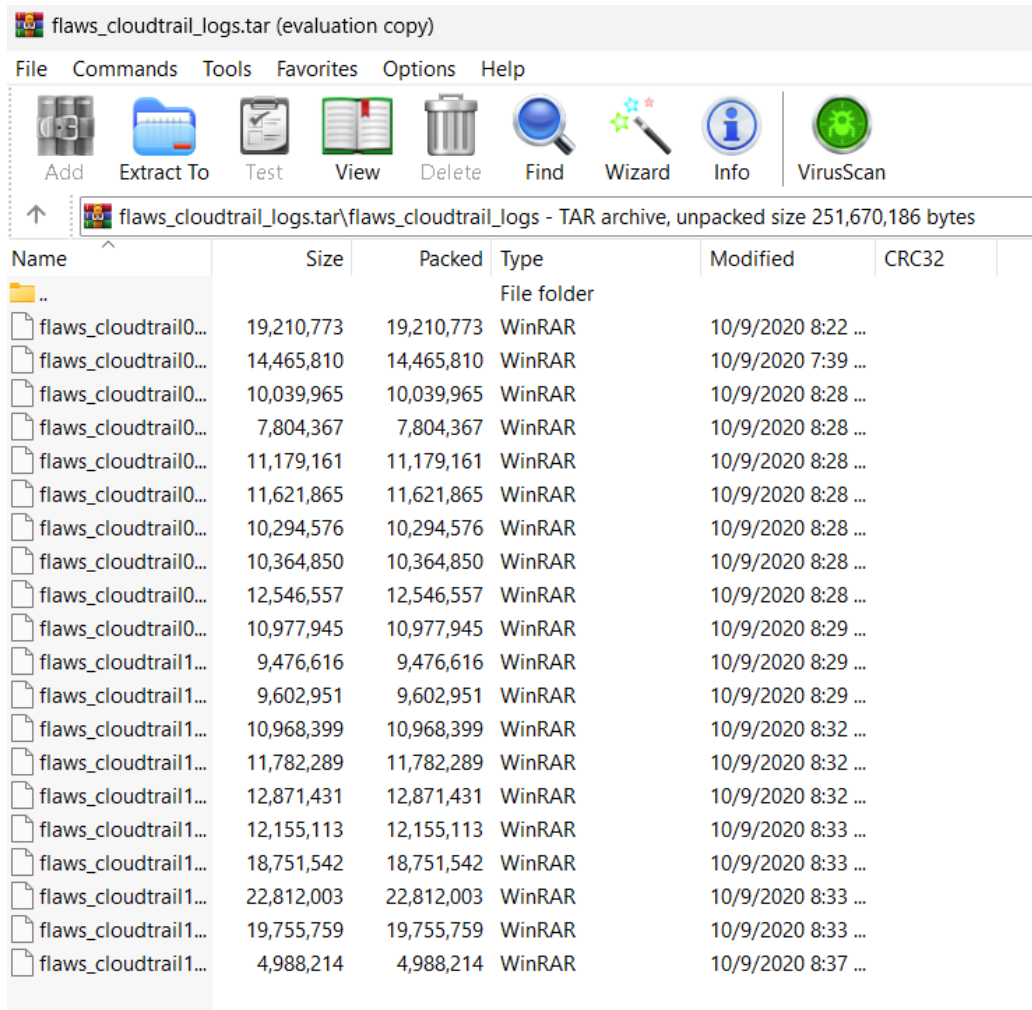 flaws_cloudtrail_logs.tar (evaluation copy)
File Commands Tools Favorites Options Help
Add Extract To Test View Delete Find Wizard Info VirusScan
flaws_cloudtrail_logs.tar\flaws_cloudtrail_logs - TAR archive, unpacked size 251,670,186 bytes
Name Size Packed Type Modified CRC32
.. File folder
flaws_cloudtrail0... 19,210,773 19,210,773 WinRAR 10/9/2020 8:22 ...
flaws_cloudtrail0... 14,465,810 14,465,810 WinRAR 10/9/2020 7:39 ...
flaws_cloudtrail0... 10,039,965 10,039,965 WinRAR 10/9/2020 8:28 ...
flaws_cloudtrail0... 7,804,367 7,804,367 WinRAR 10/9/2020 8:28 ...
flaws_cloudtrail0... 11,179,161 11,179,161 WinRAR 10/9/2020 8:28 ...
flaws_cloudtrail0... 11,621,865 11,621,865 WinRAR 10/9/2020 8:28 ...
flaws_cloudtrail0... 10,294,576 10,294,576 WinRAR 10/9/2020 8:28 ...
flaws_cloudtrail0... 10,364,850 10,364,850 WinRAR 10/9/2020 8:28 ...
flaws_cloudtrail0... 12,546,557 12,546,557 WinRAR 10/9/2020 8:28 ...
flaws_cloudtrail0... 10,977,945 10,977,945 WinRAR 10/9/2020 8:29 ...
flaws_cloudtrail1... 9,476,616 9,476,616 WinRAR 10/9/2020 8:29 ...
flaws_cloudtrail1... 9,602,951 9,602,951 WinRAR 10/9/2020 8:29 ...
flaws_cloudtrail1... 10,968,399 10,968,399 WinRAR 10/9/2020 8:32 ...
flaws_cloudtrail1... 11,782,289 11,782,289 WinRAR 10/9/2020 8:32 ...
flaws_cloudtrail1... 12,871,431 12,871,431 WinRAR 10/9/2020 8:32 ...
flaws_cloudtrail1... 12,155,113 12,155,113 WinRAR 10/9/2020 8:33 ...
flaws_cloudtrail1... 18,751,542 18,751,542 WinRAR 10/9/2020 8:33 ...
flaws_cloudtrail1... 22,812,003 22,812,003 WinRAR 10/9/2020 8:33 ...
flaws_cloudtrail1... 19,755,759 19,755,759 WinRAR 10/9/2020 8:33 ...
flaws_cloudtrail1... 4,988,214 4,988,214 WinRAR 10/9/2020 8:37 ...